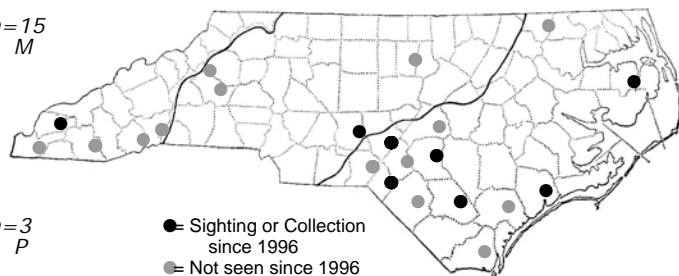 =15
M
=3
P
= Sighting or Collection
since 1996
= Not seen since 1996